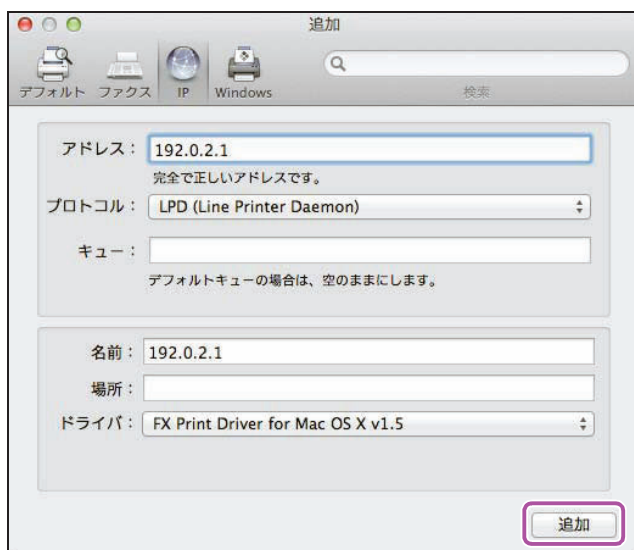 追加
デフォルト ファクス IP Windows 検索
アドレス： 192.0.2.1
完全で正しいアドレスです。
プロトコル： LPD (Line Printer Daemon)
キュー：
デフォルトキューの場合は、空のままにします。
名前： 192.0.2.1
場所：
ドライバ： FX Print Driver for Mac OS X v1.5
追加